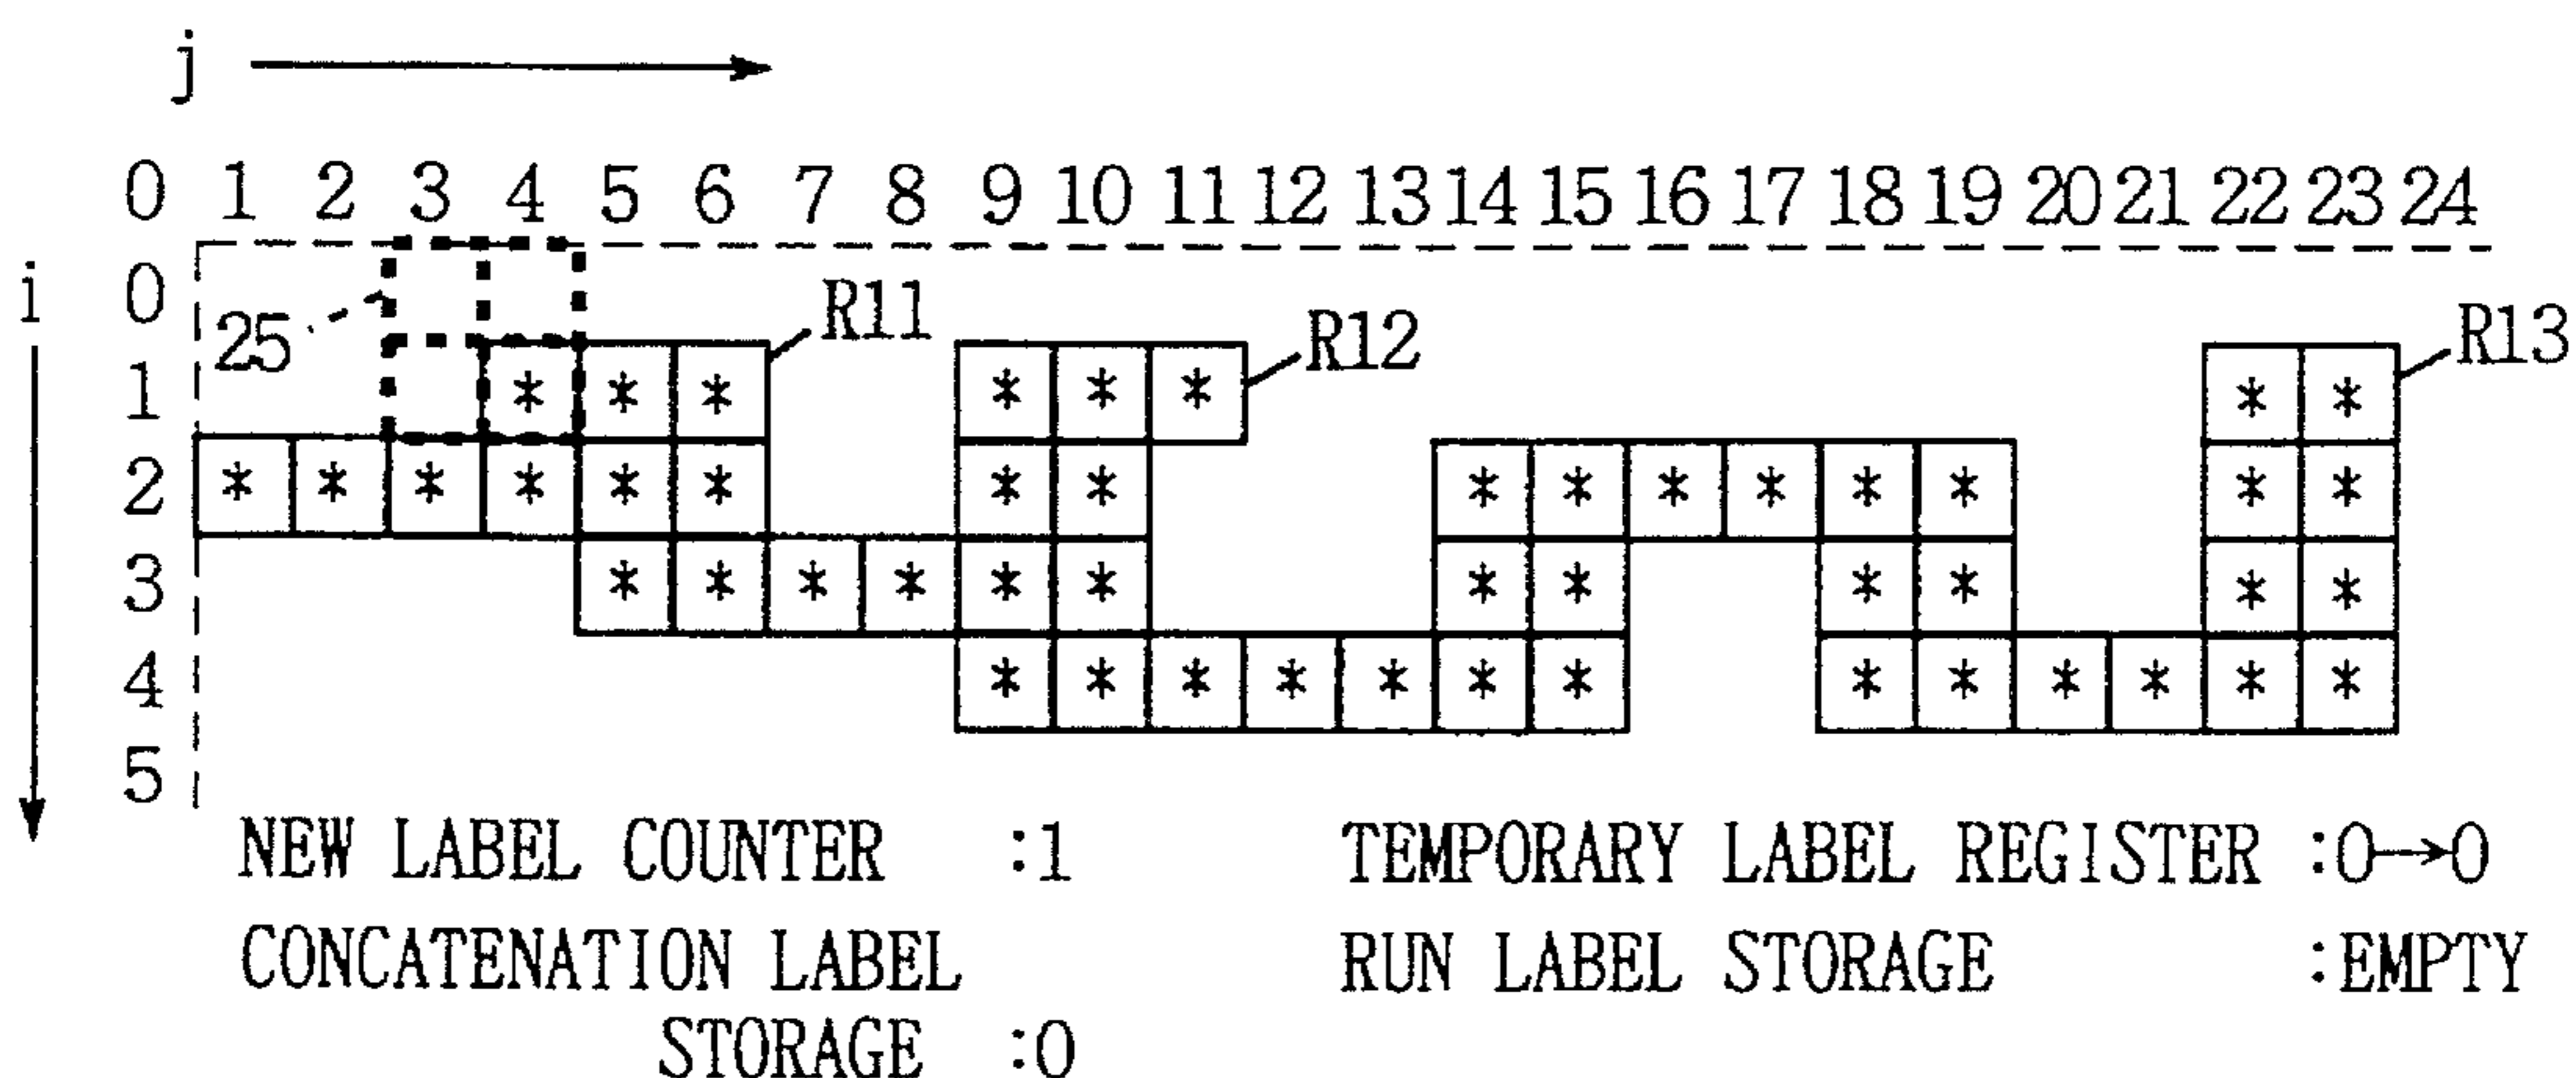 j
0 1 2 3 4 5 6 7 8 9 10 11 12 13 14 15 16 17 18 19 20 21 22 23 24
i
0
25
R11
R12
R13
1 * * * * * * * *
2 * * * * * * * * * * * * * * * *
3 * * * * * * * * * * * *
4 * * * * * * * * * * * * *
5
NEW LABEL COUNTER :1
TEMPORARY LABEL REGISTER :0→0
CONCATENATION LABEL
STORAGE :0
RUN LABEL STORAGE :EMPTY